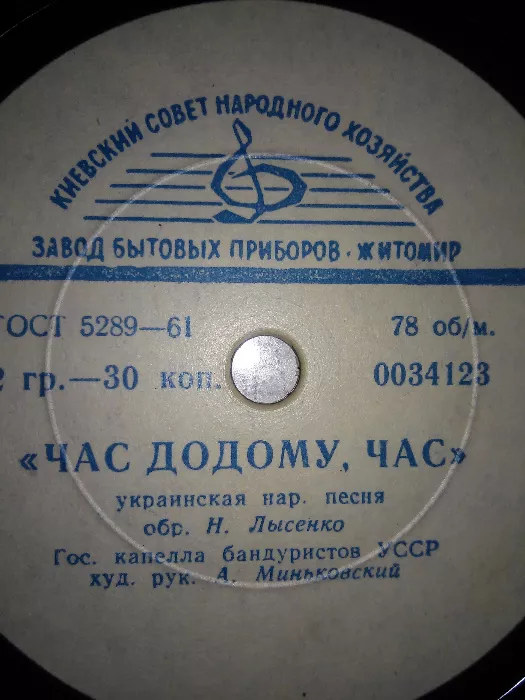 КИЕВСКИЙ СОВЕТ НАРОДНОГО ХОЗЯЙСТВА
ЗАВОД БЫТОВЫХ ПРИБОРОВ · ЖИТОМИР
ГОСТ 5289—61 78 об/м.
2 гр.—30 коп. 0034123
«ЧАС ДОДОМУ, ЧАС»
украинская нар. песня
обр. Н. Лысенко
Гос. капелла бандуристов УССР
худ. рук. А. Миньковский